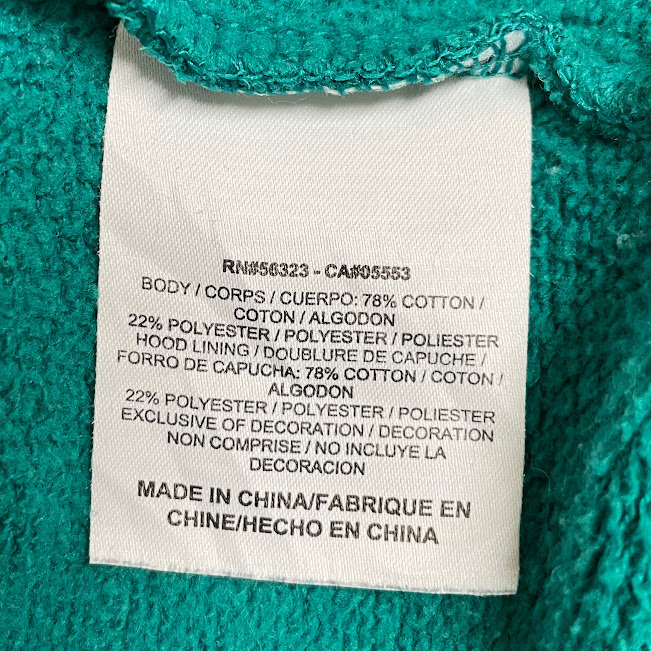 RN#56323 - CA#05553
BODY / CORPS / CUERPO: 78% COTTON /
COTON / ALGODON
22% POLYESTER / POLYESTER / POLIESTER
HOOD LINING / DOUBLURE DE CAPUCHE /
FORRO DE CAPUCHA: 78% COTTON / COTON /
ALGODON
22% POLYESTER / POLYESTER / POLIESTER
EXCLUSIVE OF DECORATION / DECORATION
NON COMPRISE / NO INCLUYE LA
DECORACION
MADE IN CHINA/FABRIQUE EN
CHINE/HECHO EN CHINA